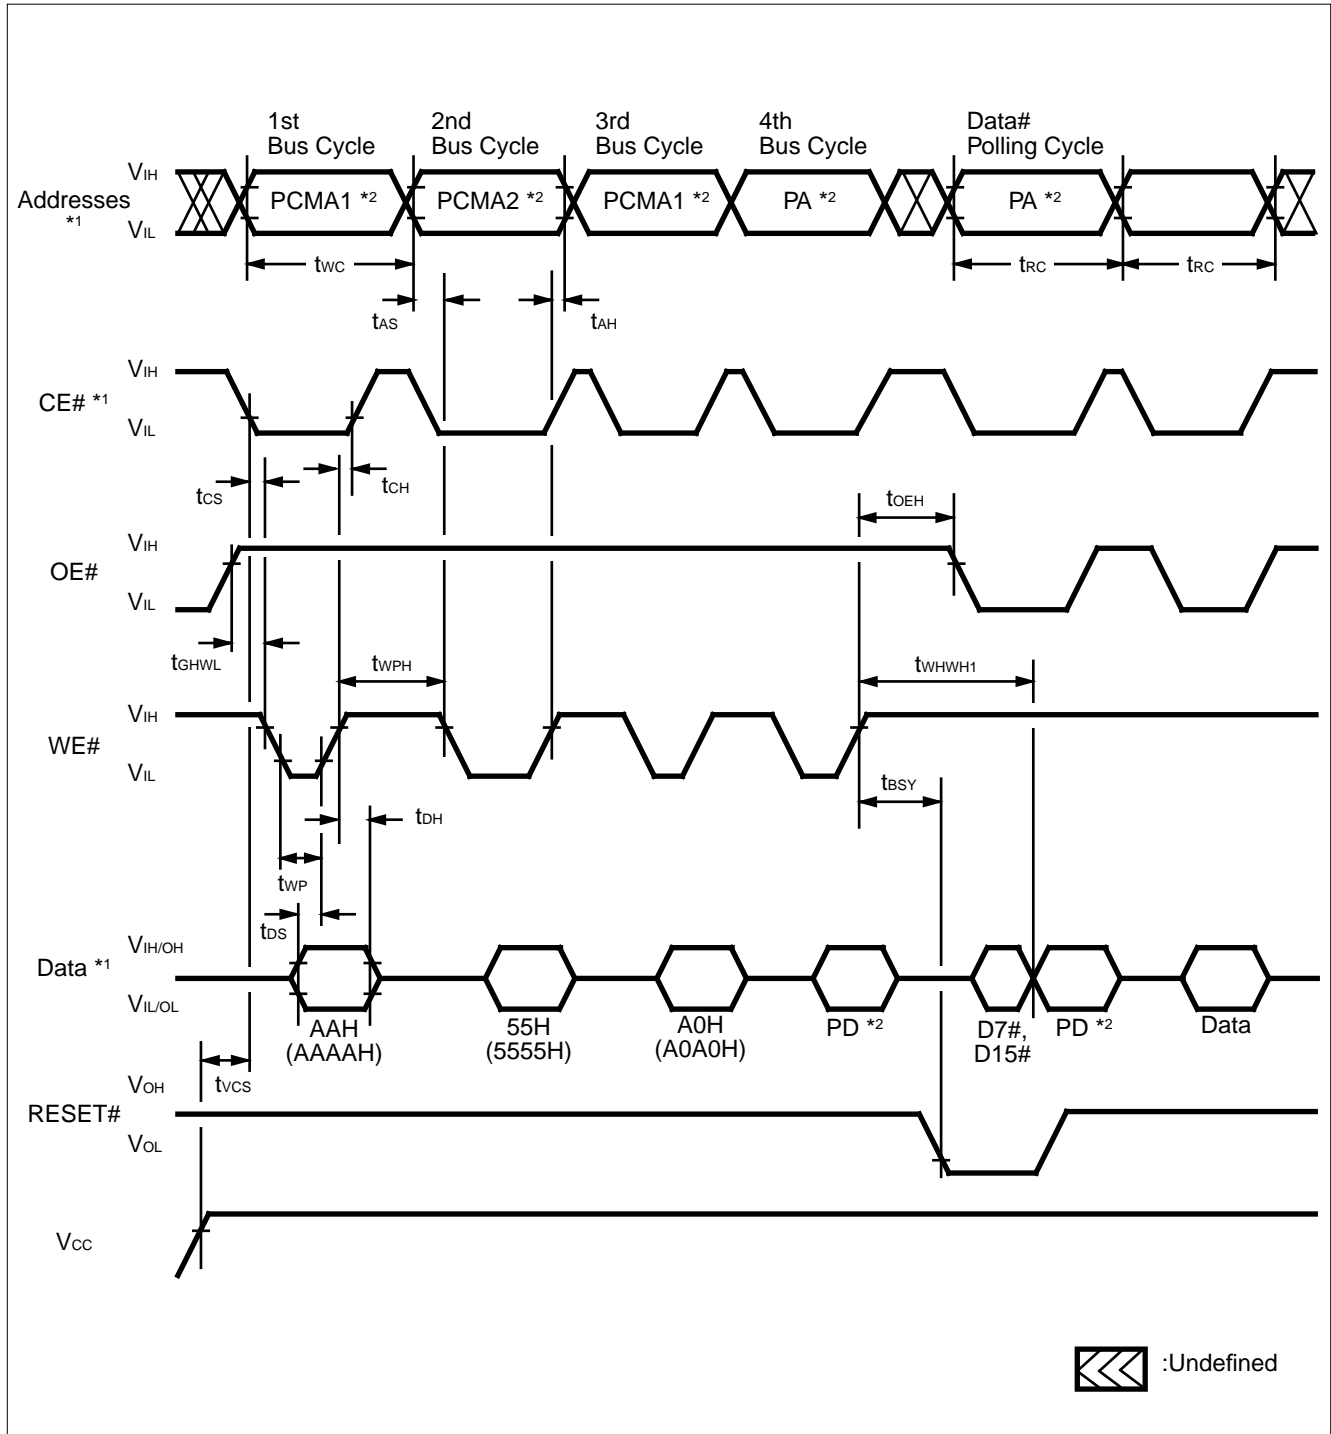 1st
Bus Cycle
2nd
Bus Cycle
3rd
Bus Cycle
4th
Bus Cycle
Data#
Polling Cycle
Addresses
*1
VIH
VIL
PCMA1 *2
PCMA2 *2
PCMA1 *2
PA *2
PA *2
tWC
tRC
tRC
tAS
tAH
CE# *1
VIH
VIL
tCS
tCH
tOEH
OE#
VIH
VIL
tGHWL
tWPH
tWHWH1
WE#
VIH
VIL
tBSY
tDH
tWP
tDS
Data *1
VIH/OH
VIL/OL
AAH
(AAAAH)
55H
(5555H)
A0H
(A0A0H)
PD *2
D7#,
D15#
PD *2
Data
tVCS
RESET#
VOH
VOL
VCC
:Undefined